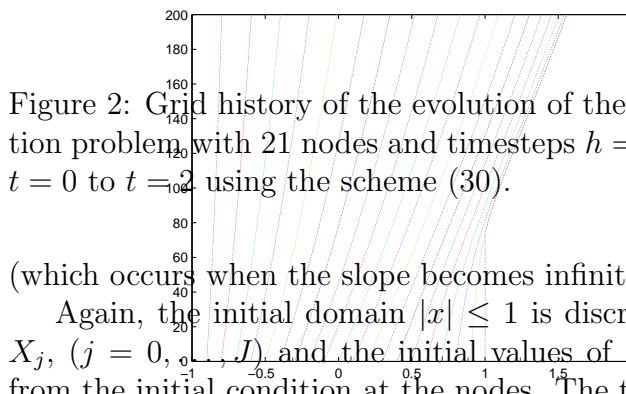 200
180
160
140
120
100
80
60
40
20
0
−1
−0.5
0
0.5
1
1.5
Figure 2: Grid history of the evolution of the
tion problem with 21 nodes and timesteps h =
t = 0 to t = 2 using the scheme (30).
(which occurs when the slope becomes infinit
Again, the initial domain |x| ≤ 1 is discr
X_j, (j = 0, ... J) and the initial values of
from the initial condition at the nodes. The t